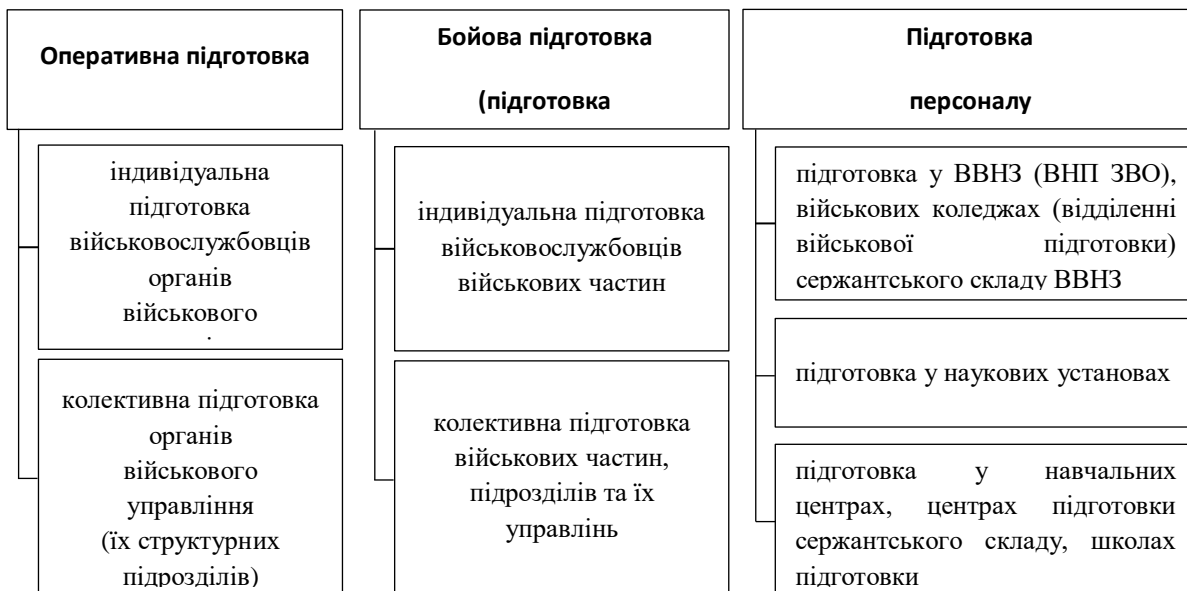 Оперативна підготовка
індивідуальна
підготовка
військовослужбовців
органів
військового
колективна підготовка
органів
військового
управління
(їх структурних
підрозділів)
Бойова підготовка
(підготовка
індивідуальна підготовка
військовослужбовців
військових частин
колективна підготовка
військових частин,
підрозділів та їх
управлінь
Підготовка
персоналу
підготовка у ВВНЗ (ВНП ЗВО),
військових коледжах (відділенні
військової підготовки)
сержантського складу ВВНЗ
підготовка у наукових установах
підготовка у навчальних
центрах, центрах підготовки
сержантського складу, школах
підготовки